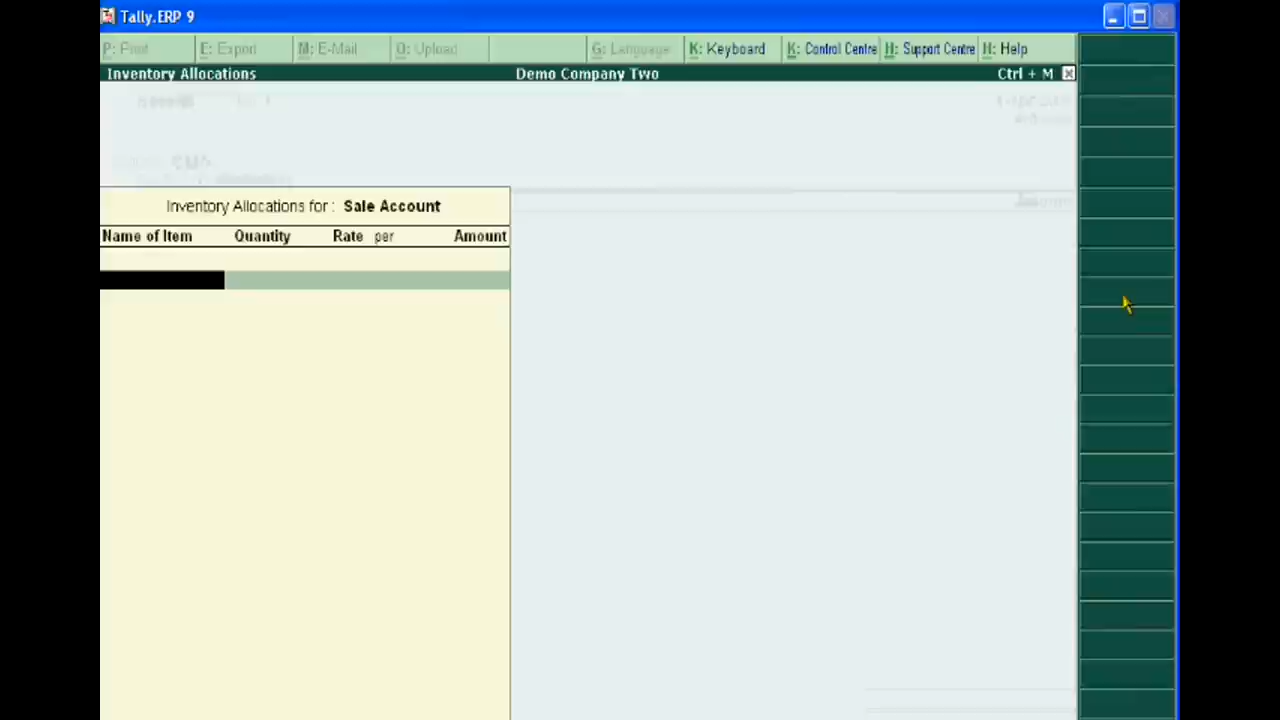 Tally.ERP 9
P: Print E: Export M: E-Mail O: Upload G: Language K: Keyboard K: Control Centre H: Support Centre H: Help
Inventory Allocations Demo Company Two Ctrl + M
Inventory Allocations for : Sale Account
Name of Item Quantity Rate per Amount